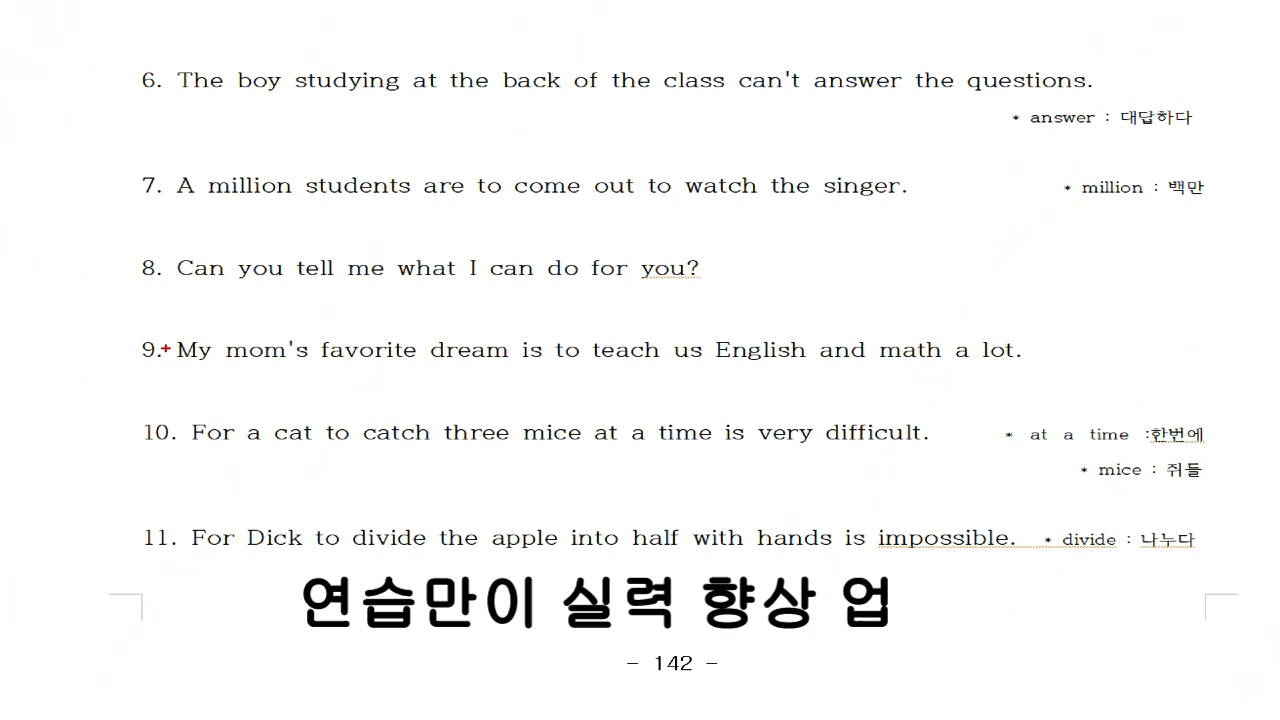 6. The boy studying at the back of the class can't answer the questions.
* answer : 대답하다
7. A million students are to come out to watch the singer. * million : 백만
8. Can you tell me what I can do for you?
9. My mom's favorite dream is to teach us English and math a lot.
10. For a cat to catch three mice at a time is very difficult. * at a time :한번에
* mice : 쥐들
11. For Dick to divide the apple into half with hands is impossible. * divide : 나누다
연습만이 실력 향상 업
- 142 -